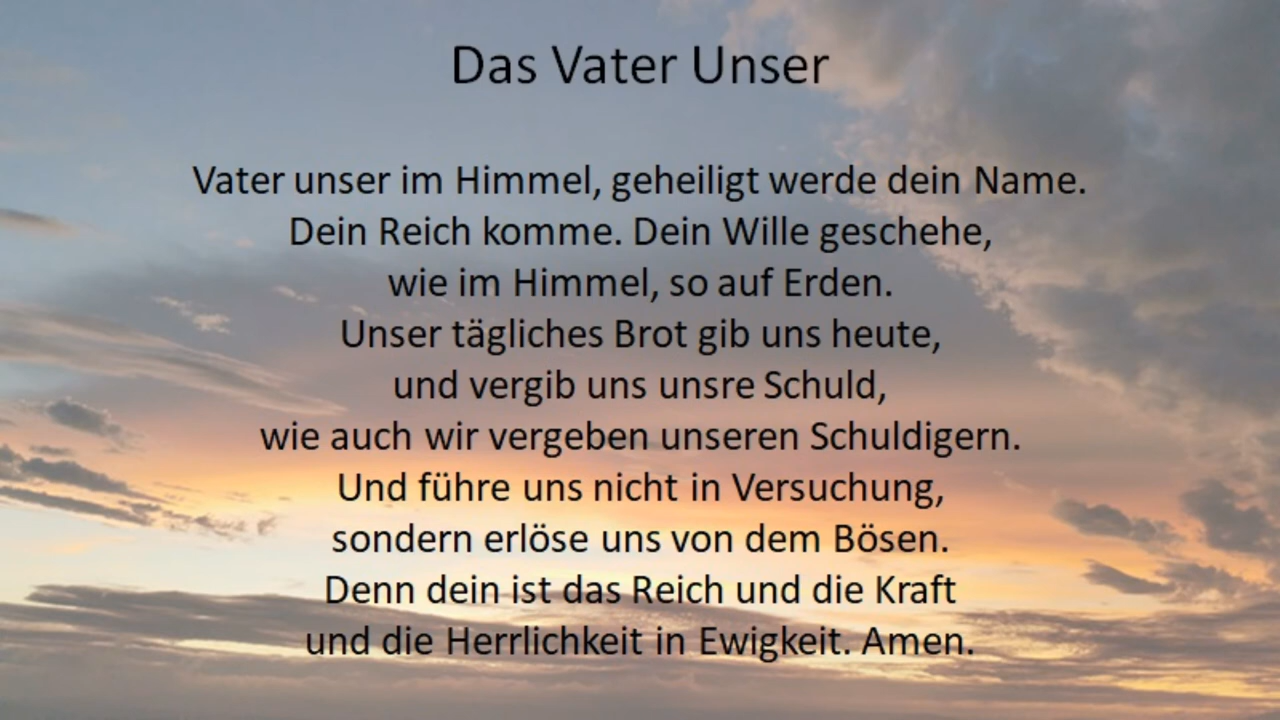 Das Vater Unser
Vater unser im Himmel, geheiligt werde dein Name.
Dein Reich komme. Dein Wille geschehe,
wie im Himmel, so auf Erden.
Unser tägliches Brot gib uns heute,
und vergib uns unsre Schuld,
wie auch wir vergeben unseren Schuldigern.
Und führe uns nicht in Versuchung,
sondern erlöse uns von dem Bösen.
Denn dein ist das Reich und die Kraft
und die Herrlichkeit in Ewigkeit. Amen.